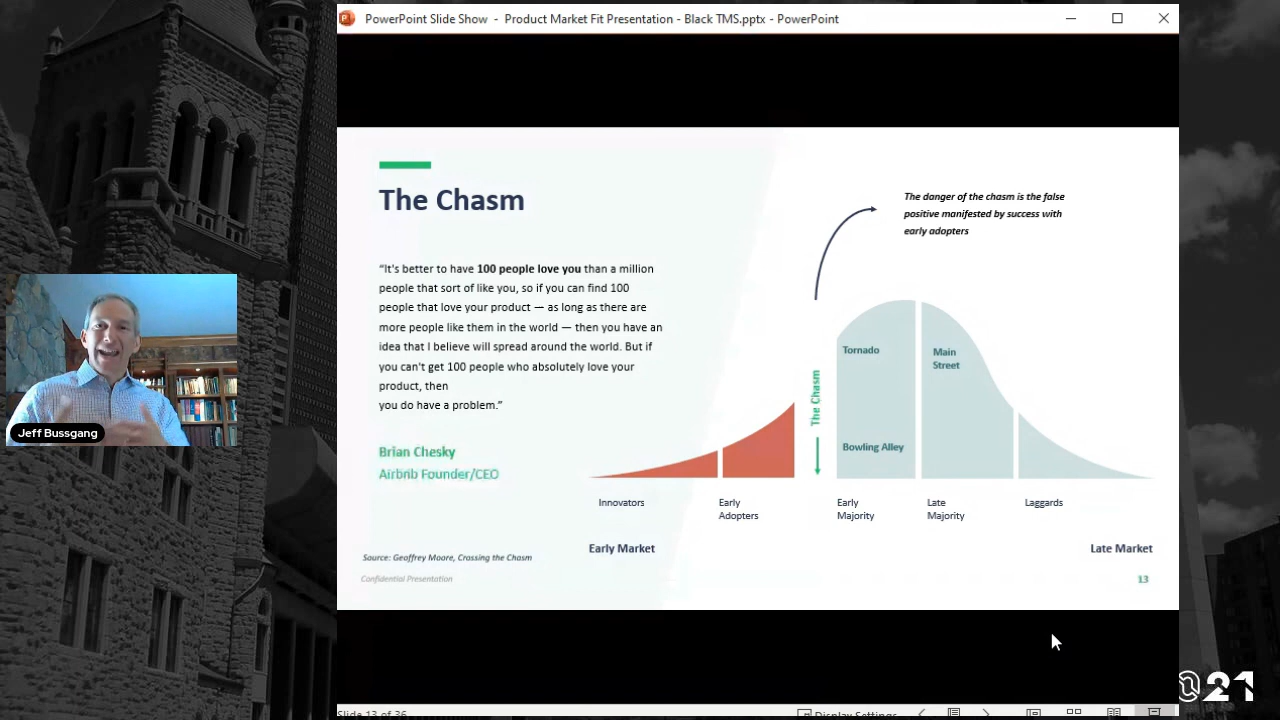 PowerPoint Slide Show - Product Market Fit Presentation - Black TMS.pptx - PowerPoint
The Chasm
“It's better to have 100 people love you than a million
people that sort of like you, so if you can find 100
people that love your product — as long as there are
more people like them in the world — then you have an
idea that I believe will spread around the world. But if
you can't get 100 people who absolutely love your
product, then
you do have a problem.”
Brian Chesky
Airbnb Founder/CEO
The danger of the chasm is the false
positive manifested by success with
early adopters
The Chasm
Tornado
Main
Street
Bowling Alley
Innovators
Early
Adopters
Early
Majority
Late
Majority
Laggards
Early Market
Late Market
Source: Geoffrey Moore, Crossing the Chasm
Confidential Presentation
13
Jeff Bussgang
@21
Slide 13 of 36
Display Settings